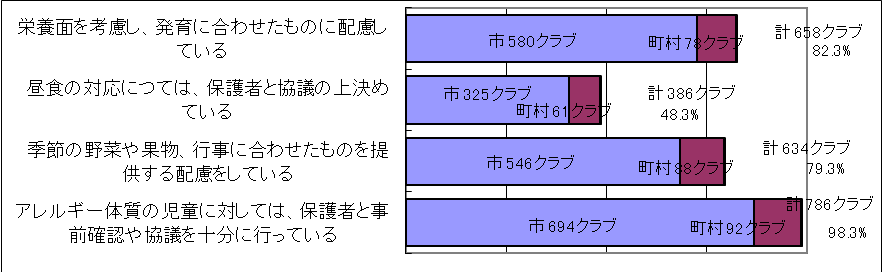 栄養面を考慮し、発育に合わせたものに配慮し
ている
市580クラブ
町村78クラブ
計658クラブ
82.3%
昼食の対応につては、保護者と協議の上決めて
いる
市325クラブ
町村61クラブ
計386クラブ
48.3%
季節の野菜や果物、行事に合わせたものを提
供する配慮をしている
市546クラブ
町村88クラブ
計634クラブ
79.3%
アレルギー体質の児童に対しては、保護者と事
前確認や協議を十分に行っている
市694クラブ
町村92クラブ
計786クラブ
98.3%